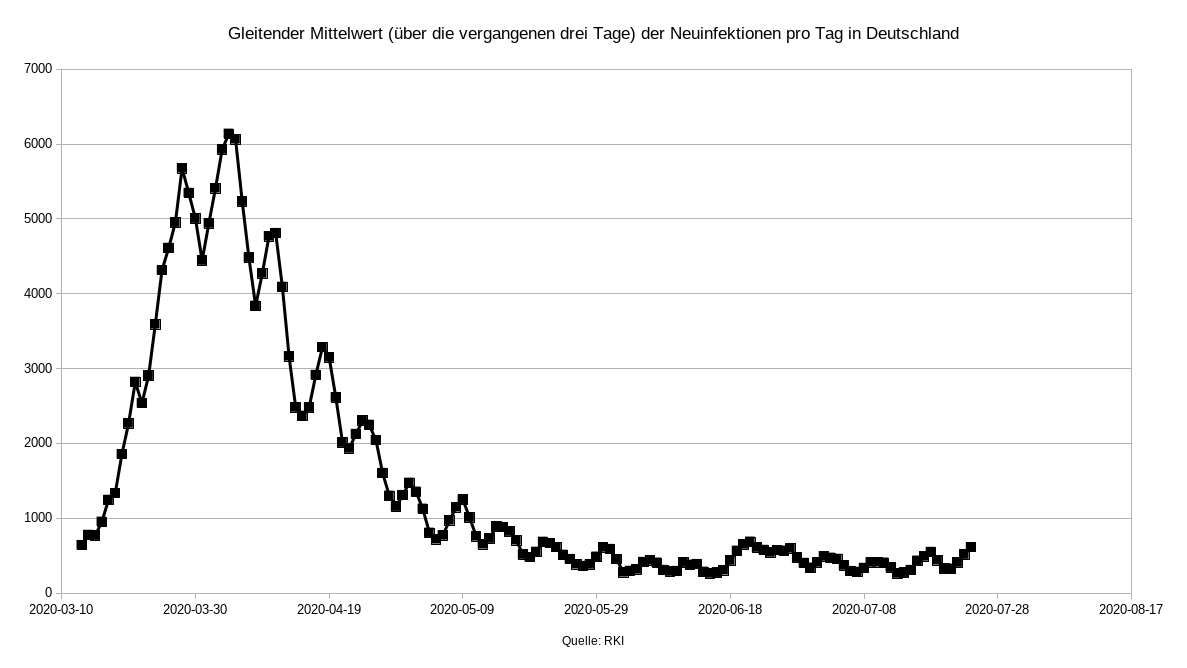 Gleitender Mittelwert (über die vergangenen drei Tage) der Neuinfektionen pro Tag in Deutschland
7000
6000
5000
4000
3000
2000
1000
0
2020-03-10 2020-03-30 2020-04-19 2020-05-09 2020-05-29 2020-06-18 2020-07-08 2020-07-28 2020-08-17
Quelle: RKI